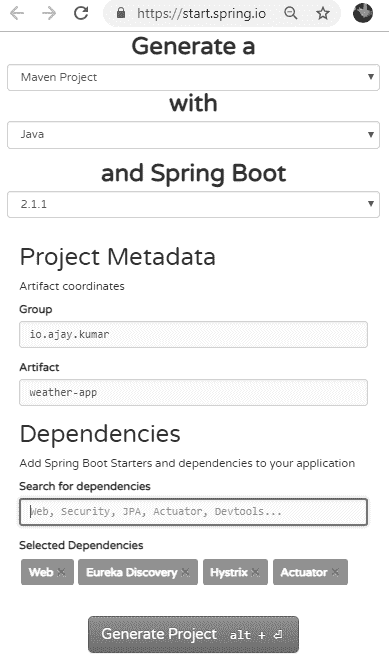 https://start.spring.io
Generate a
Maven Project
with
Java
and Spring Boot
2.1.1
Project Metadata
Artifact coordinates
Group
io.ajay.kumar
Artifact
weather-app
Dependencies
Add Spring Boot Starters and dependencies to your application
Search for dependencies
Web, Security, JPA, Actuator, Devtools...
Selected Dependencies
Web × Eureka Discovery × Hystrix × Actuator ×
Generate Project alt + ⏎